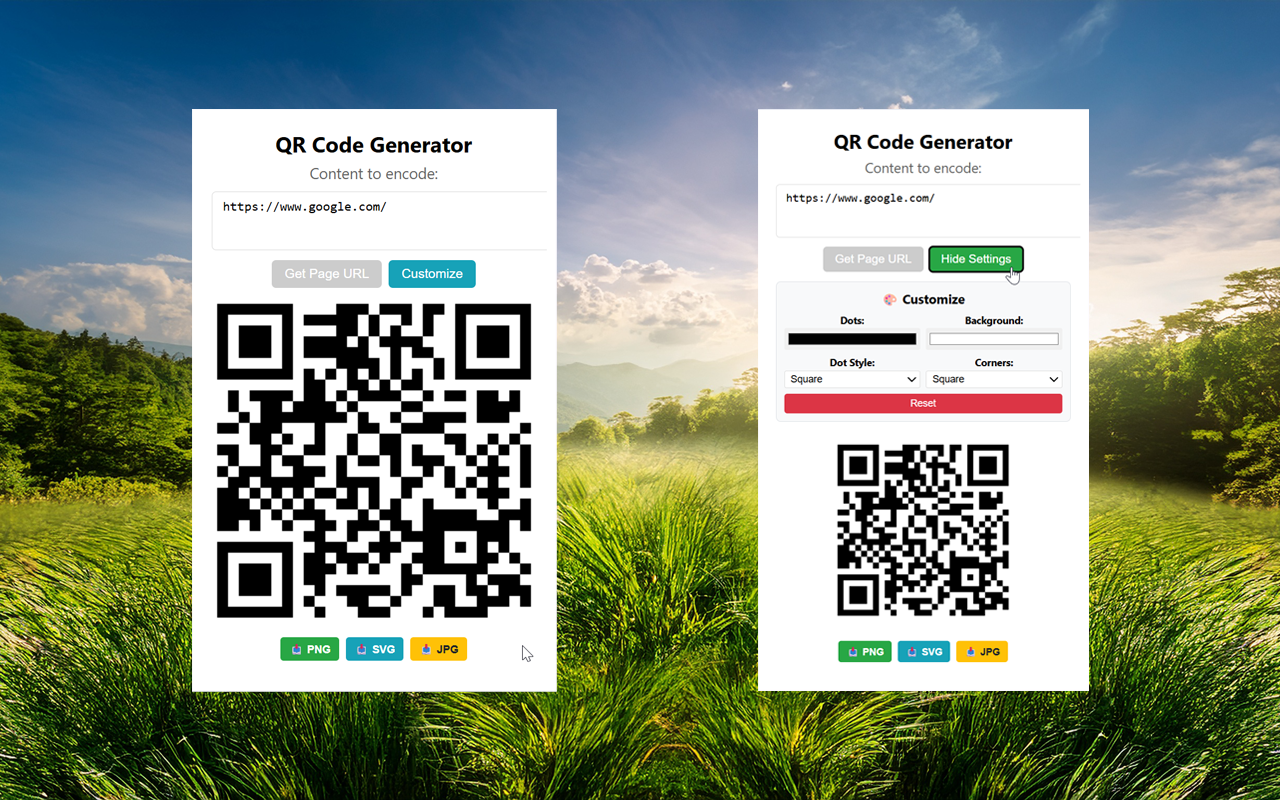 QR Code Generator
Content to encode:
https://www.google.com/
Get Page URL
Customize
PNG
SVG
JPG
QR Code Generator
Content to encode:
https://www.google.com/
Get Page URL
Hide Settings
Customize
Dots:
Background:
Dot Style:
Corners:
Square
Square
Reset
PNG
SVG
JPG